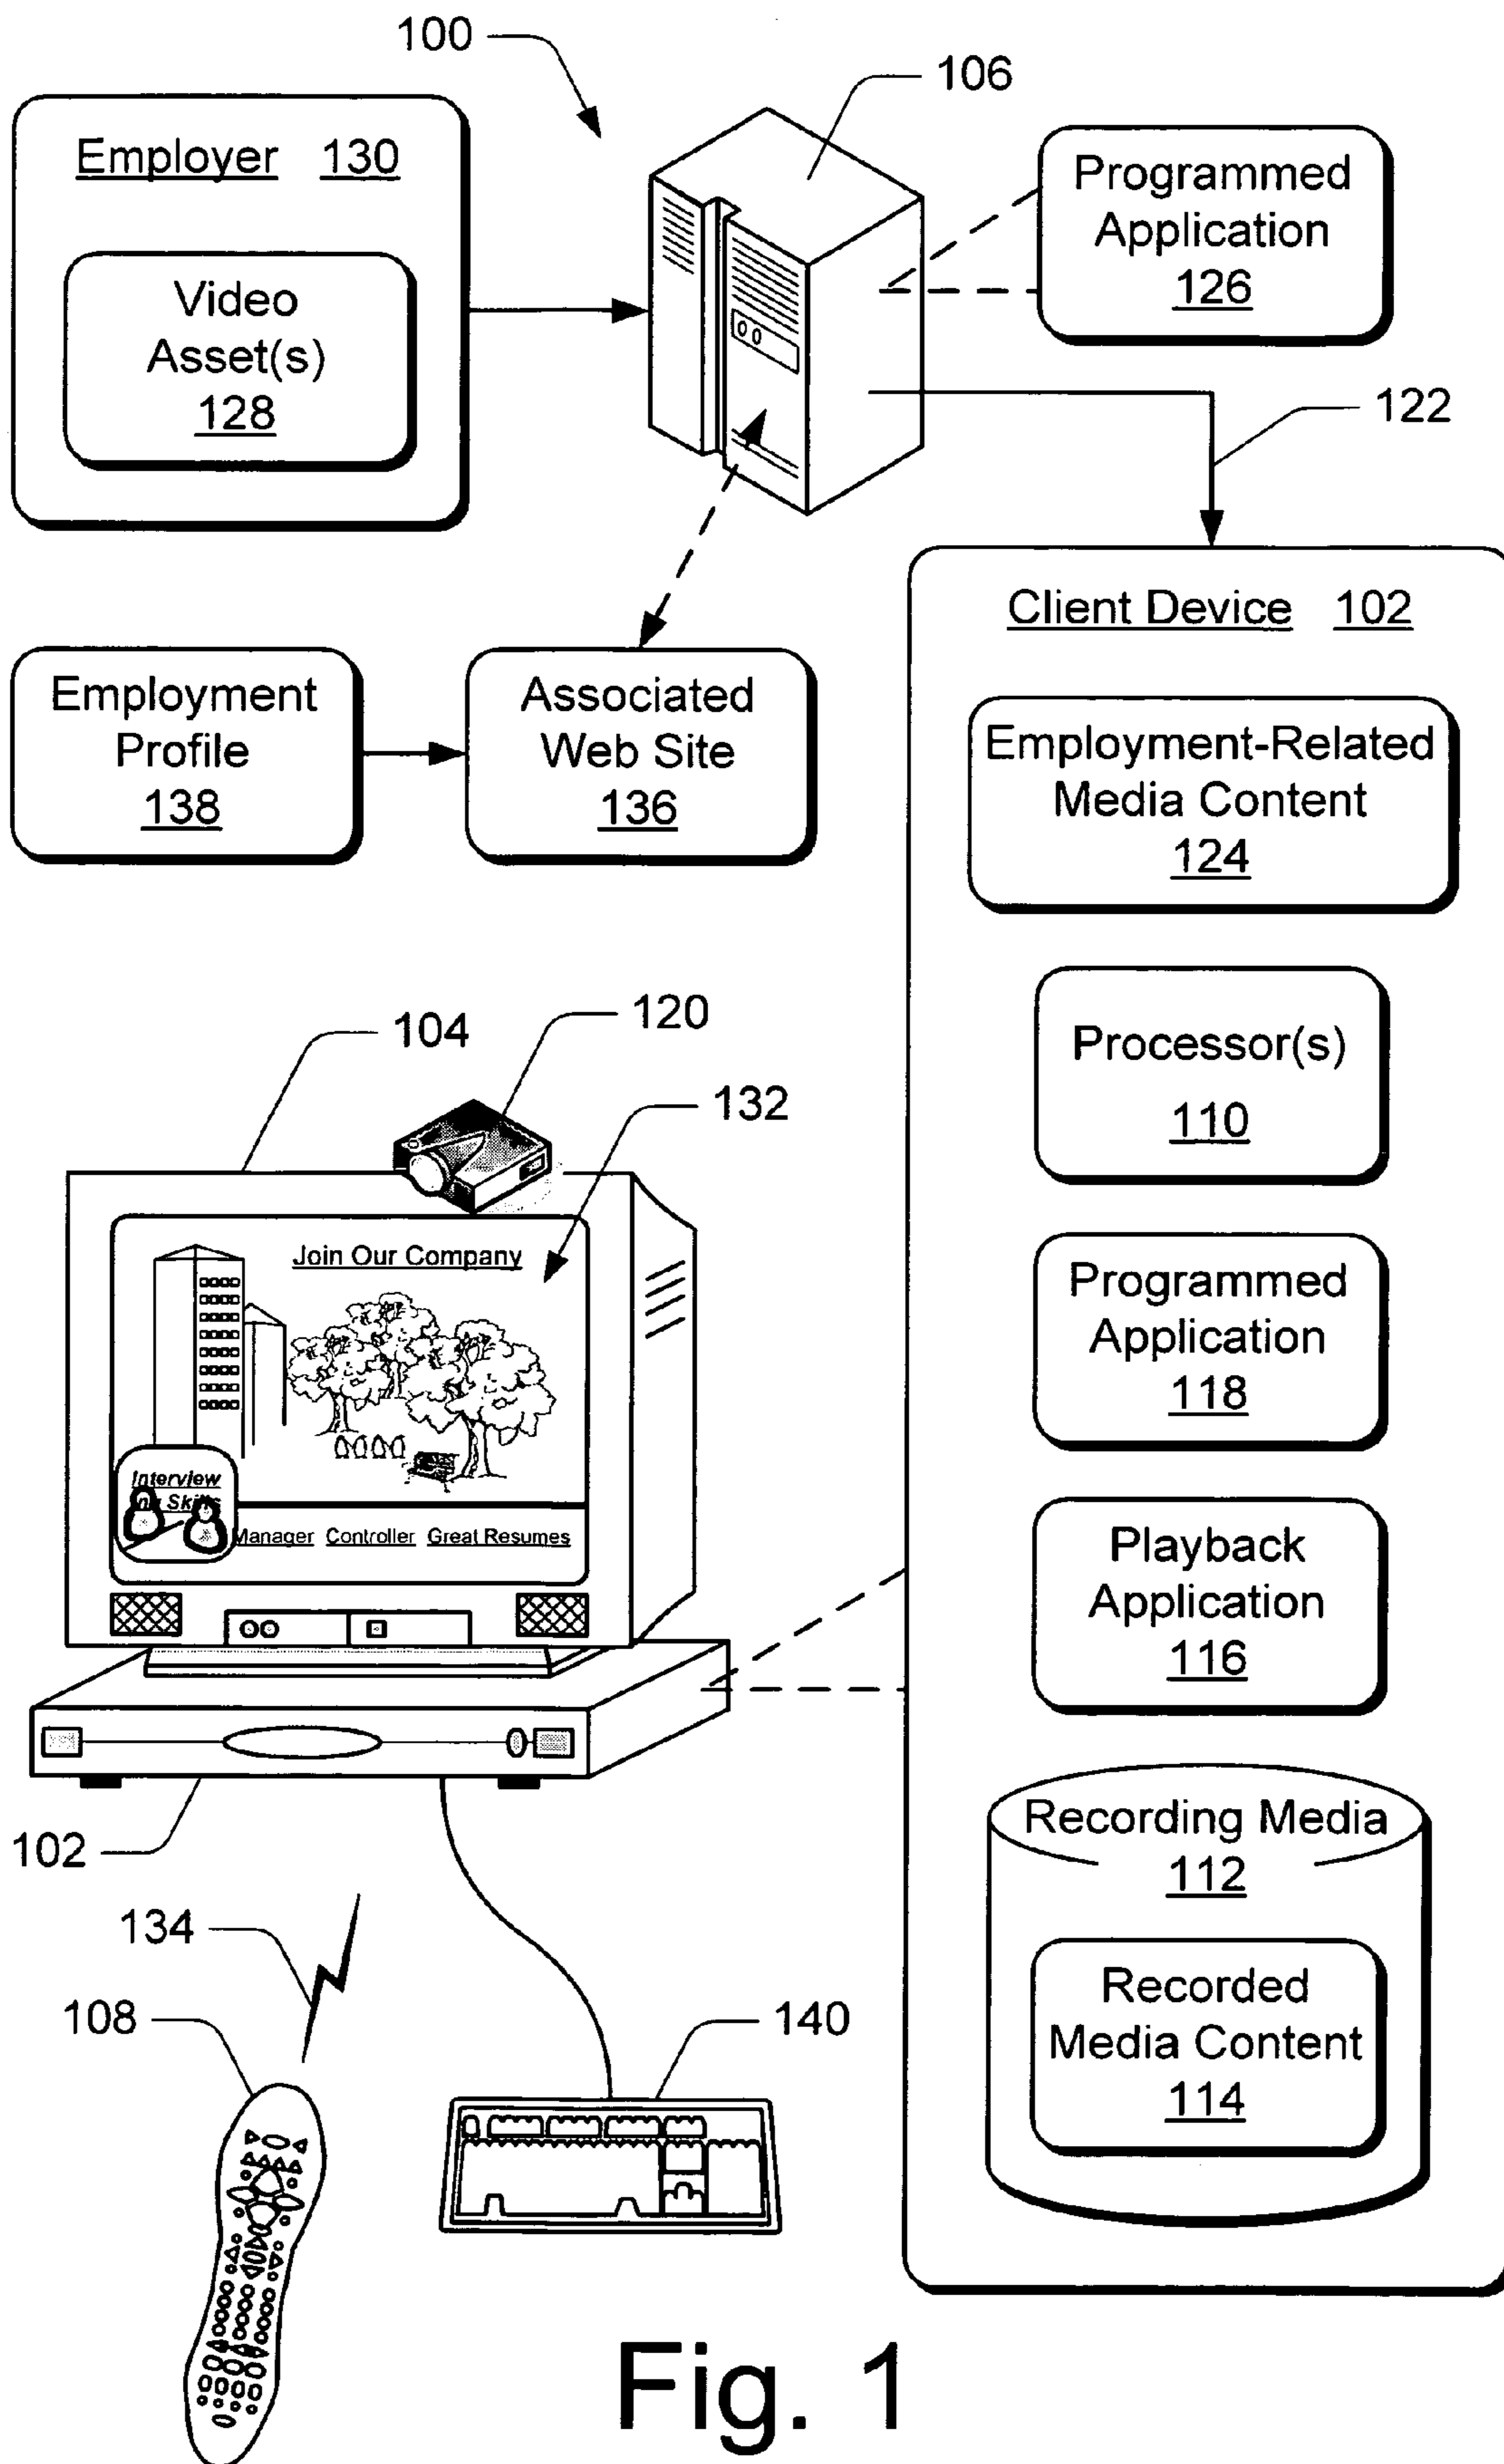 100
106
Employer 130
Video
Asset(s)
128
Programmed
Application
126
122
Employment
Profile
138
Associated
Web Site
136
Client Device 102
Employment-Related
Media Content
124
Processor(s)
110
Programmed
Application
118
Playback
Application
116
Recording Media
112
Recorded
Media Content
114
104
120
132
Join Our Company
Interview
Manager Controller Great Resumes
102
134
108
140
Fig. 1